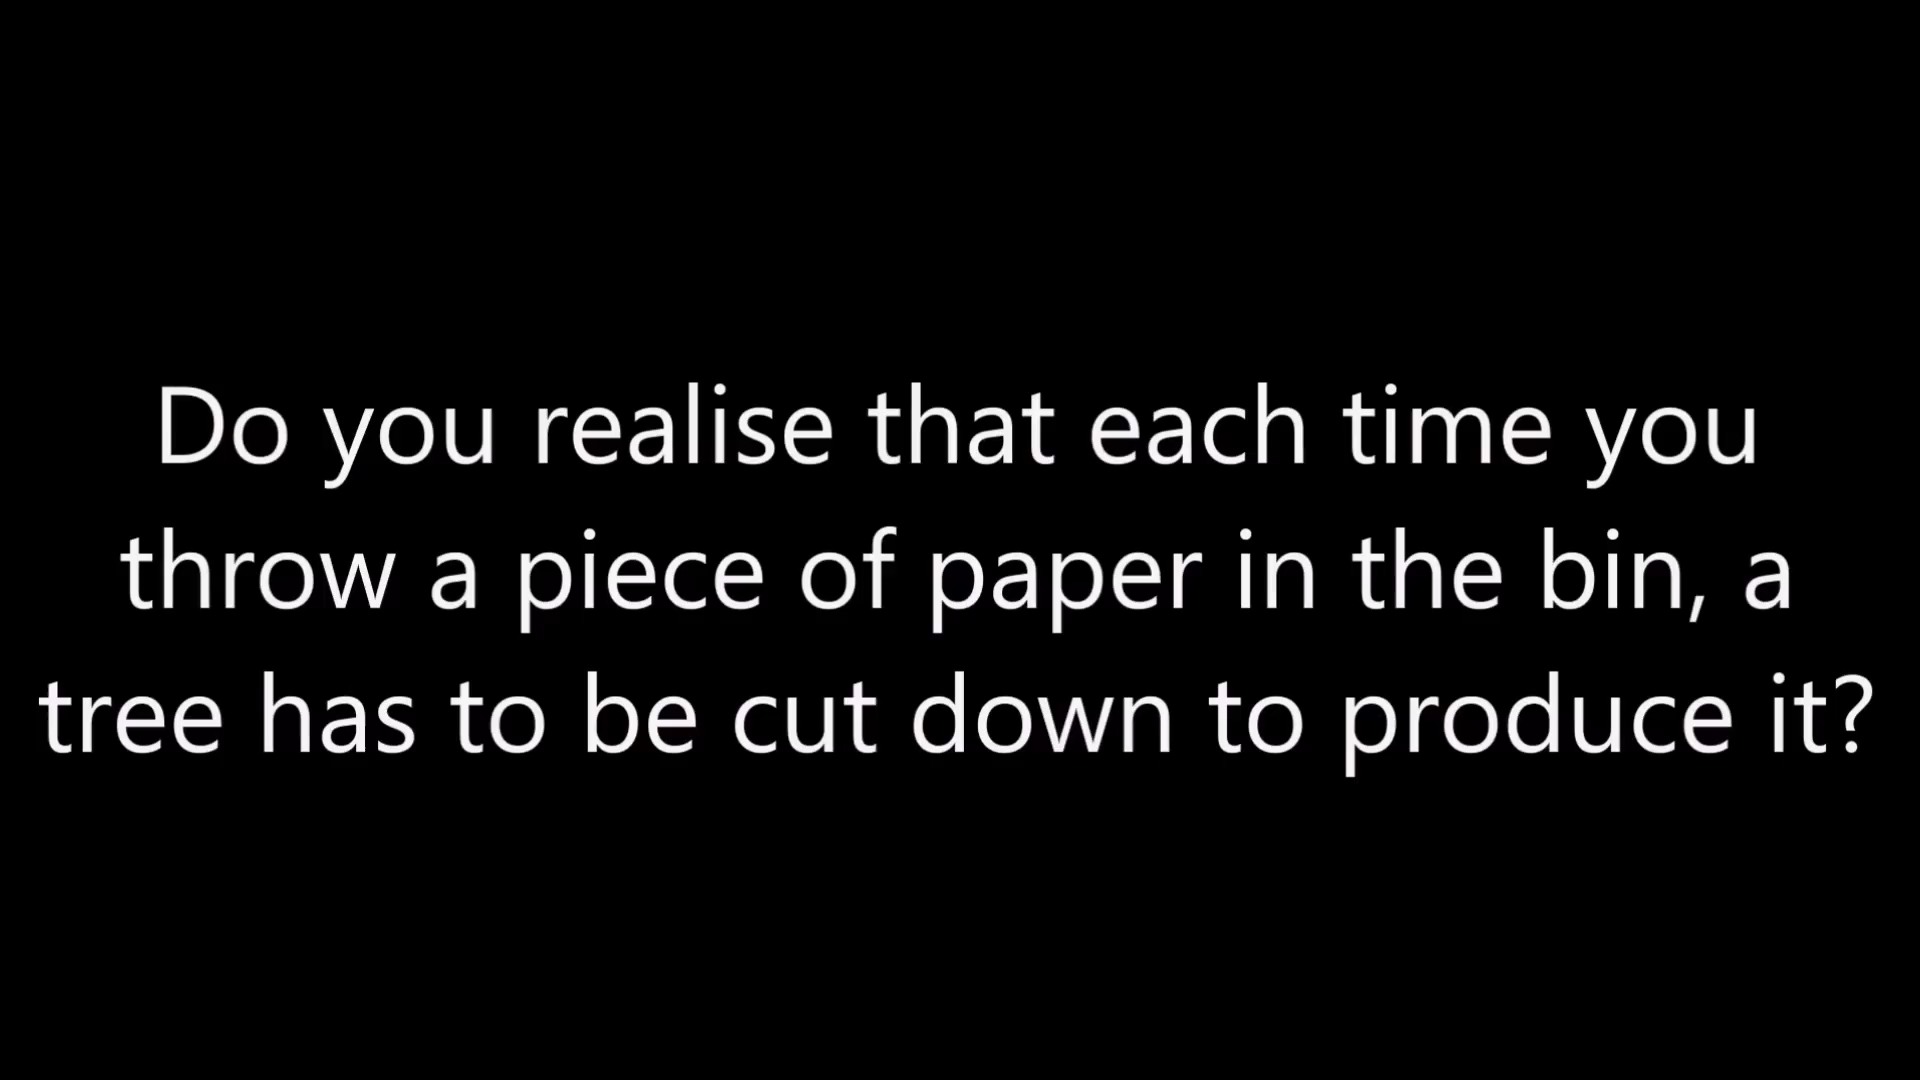 Do you realise that each time you
throw a piece of paper in the bin, a
tree has to be cut down to produce it?